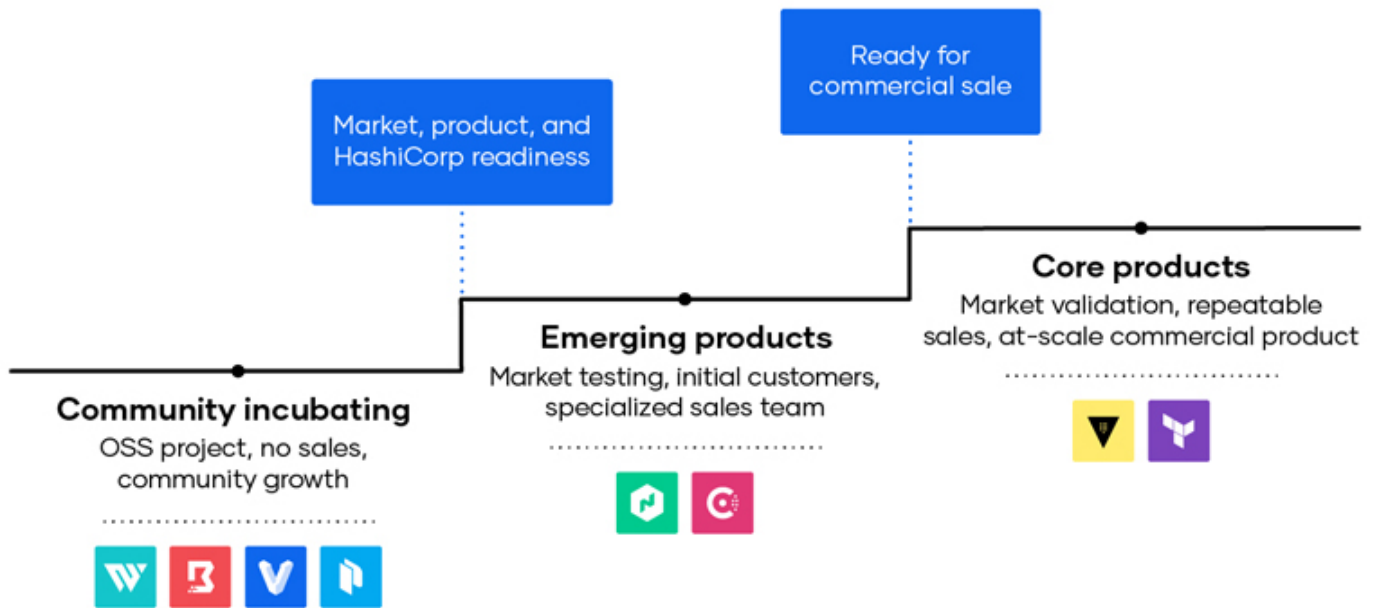 Ready for
commercial sale
Market, product, and
HashiCorp readiness
Core products
Market validation, repeatable
sales, at-scale commercial product
Emerging products
Market testing, initial customers,
specialized sales team
Community incubating
OSS project, no sales,
community growth